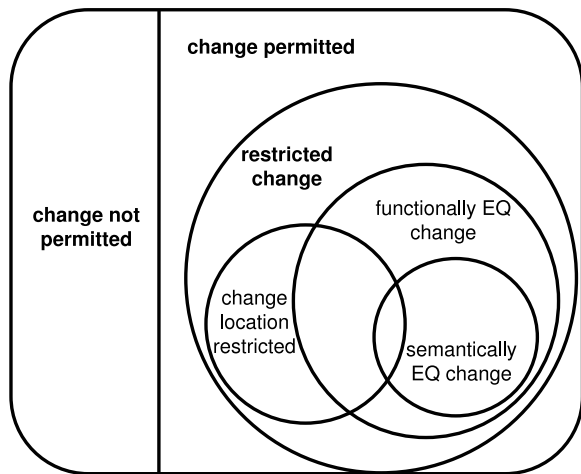 change permitted
restricted
change
change not
permitted
functionally EQ
change
change
location
restricted
semantically
EQ change